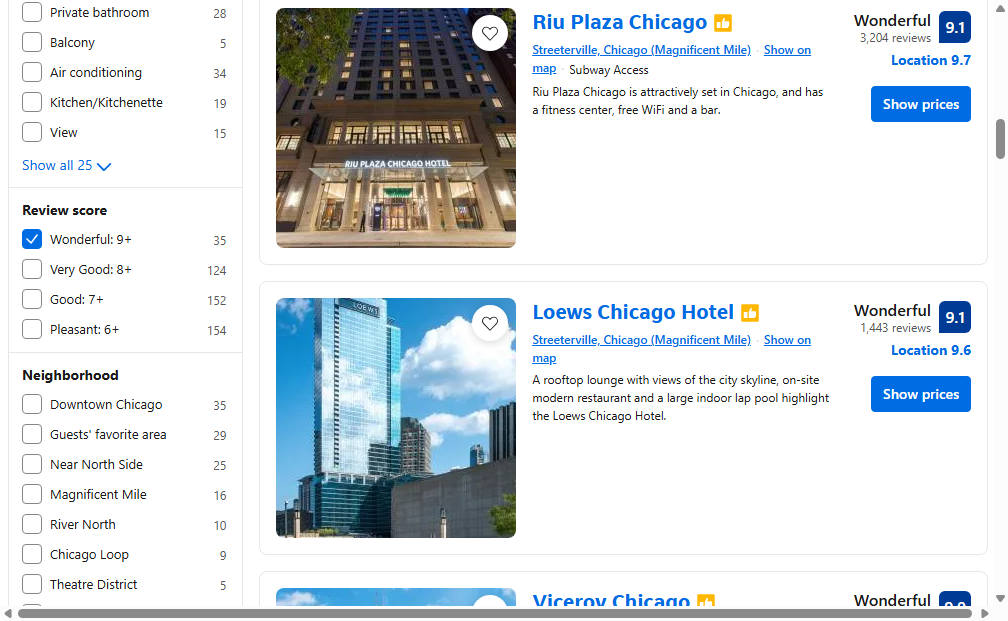 Private bathroom 28
Balcony 5
Air conditioning 34
Kitchen/Kitchenette 19
View 15
Show all 25
Review score
Wonderful: 9+ 35
Very Good: 8+ 124
Good: 7+ 152
Pleasant: 6+ 154
Neighborhood
Downtown Chicago 35
Guests' favorite area 29
Near North Side 25
Magnificent Mile 16
River North 10
Chicago Loop 9
Theatre District 5
RIU PLAZA CHICAGO HOTEL
Riu Plaza Chicago
Streeterville, Chicago (Magnificent Mile) · Show on
map · Subway Access
Riu Plaza Chicago is attractively set in Chicago, and has
a fitness center, free WiFi and a bar.
Wonderful 9.1
3,204 reviews
Location 9.7
Show prices
LOEWS
Loews Chicago Hotel
Streeterville, Chicago (Magnificent Mile) · Show on
map
A rooftop lounge with views of the city skyline, on-site
modern restaurant and a large indoor lap pool highlight
the Loews Chicago Hotel.
Wonderful 9.1
1,443 reviews
Location 9.6
Show prices
Viceroy Chicago
Wonderful